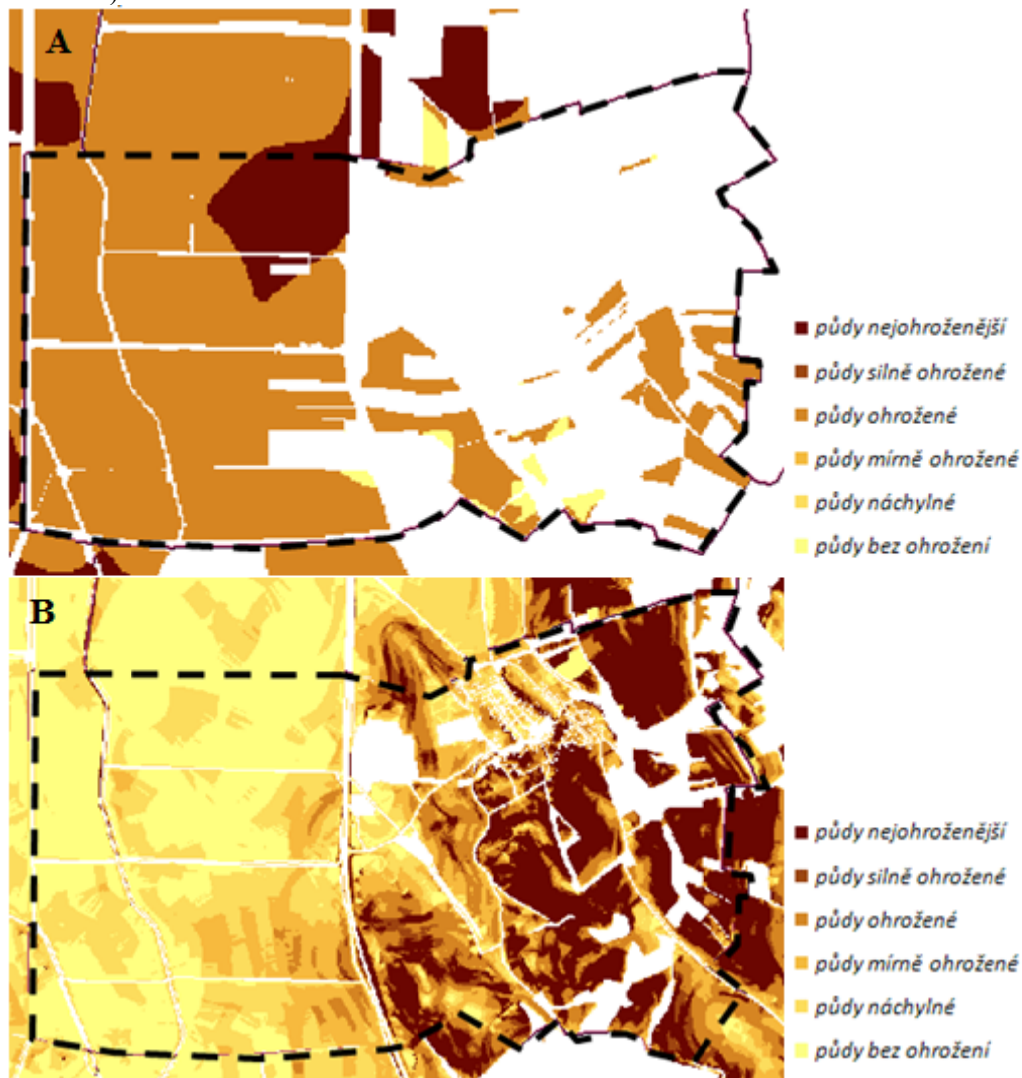 A
půdy nejohroženější
půdy silně ohrožené
půdy ohrožené
půdy mírně ohrožené
půdy náchylné
půdy bez ohrožení
B
půdy nejohroženější
půdy silně ohrožené
půdy ohrožené
půdy mírně ohrožené
půdy náchylné
půdy bez ohrožení